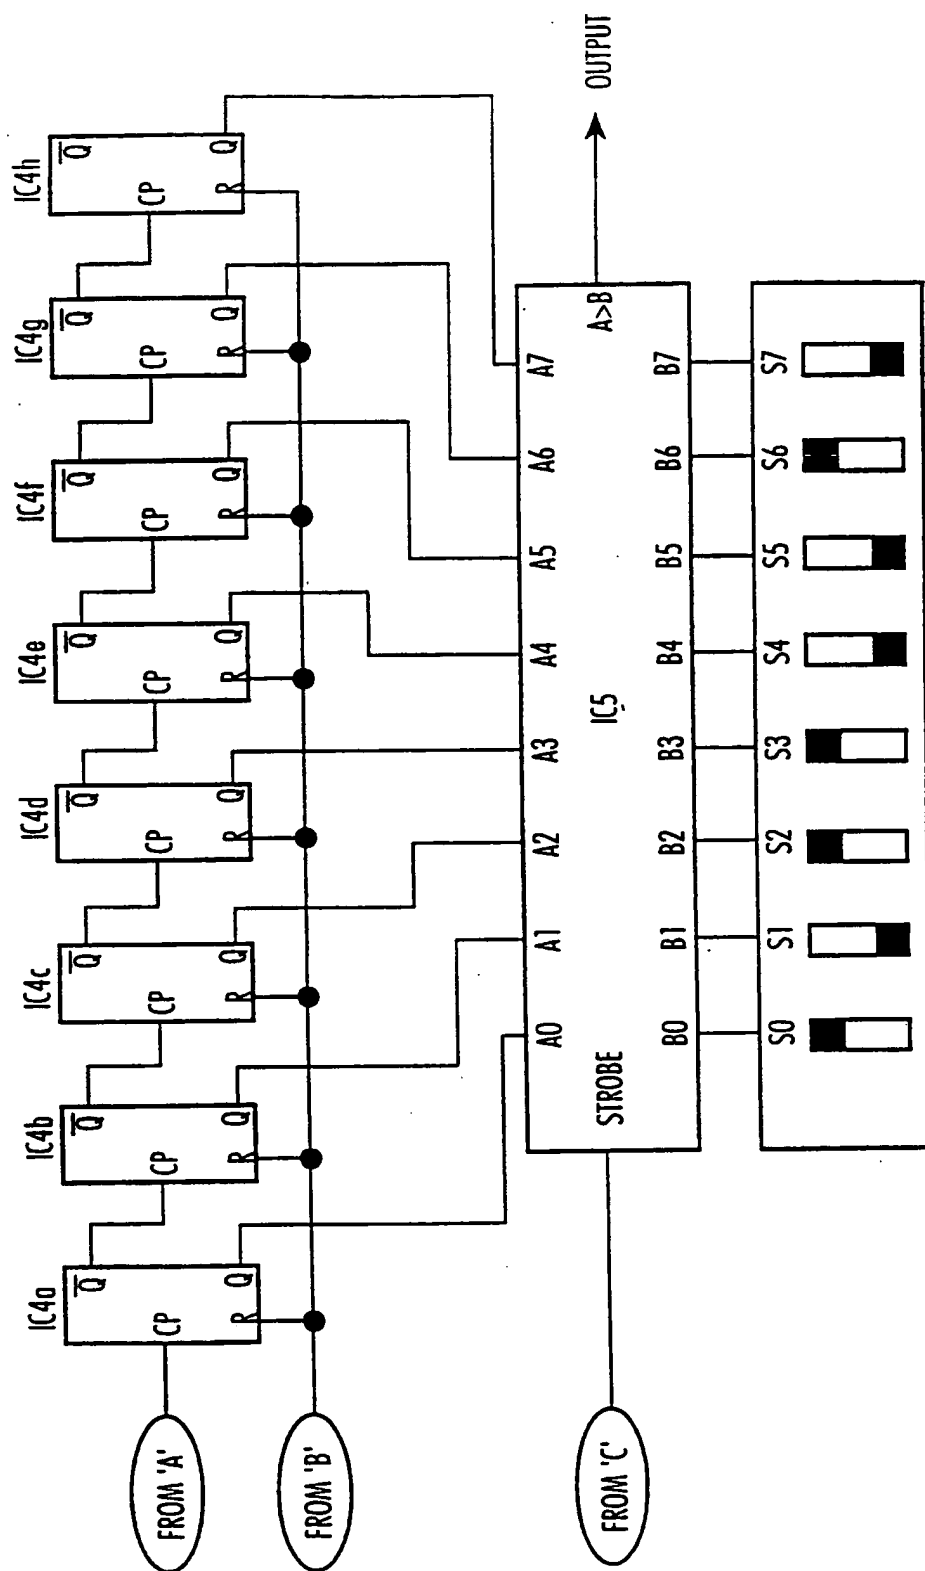 IC4a IC4b IC4c IC4d IC4e IC4f IC4g IC4h
Q Q Q Q Q Q Q Q
CP CP CP CP CP CP CP CP
Q Q Q Q Q Q Q Q
R R R R R R R R
FROM 'A'
FROM 'B'
A0 A1 A2 A3 A4 A5 A6 A7
STROBE IC5 A>B OUTPUT
FROM 'C'
B0 B1 B2 B3 B4 B5 B6 B7
S0 S1 S2 S3 S4 S5 S6 S7